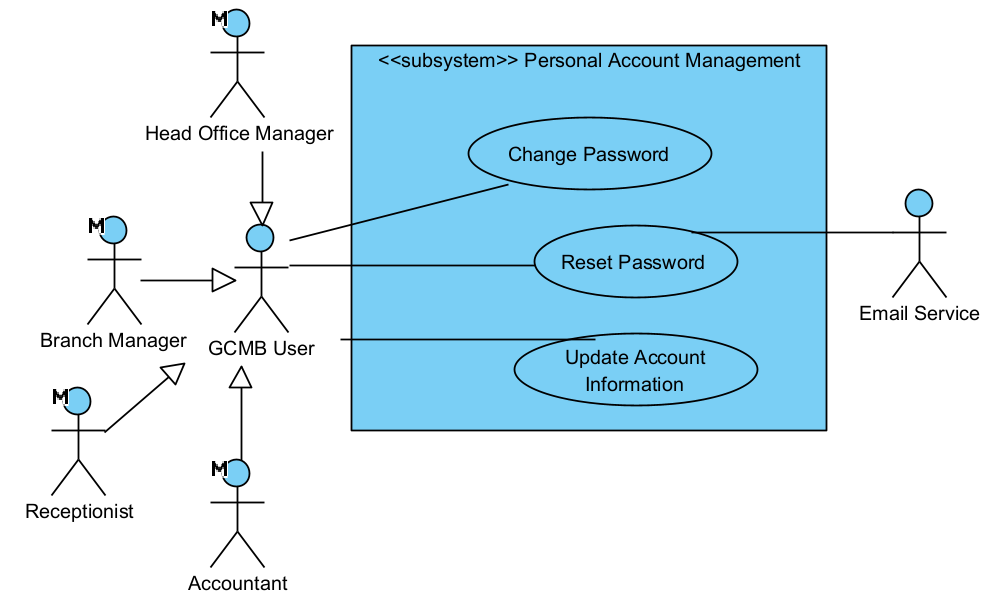 M
Head Office Manager
<<subsystem>> Personal Account Management
Change Password
M
Branch Manager
GCMB User
Reset Password
Email Service
Update Account
Information
M
Receptionist
M
Accountant